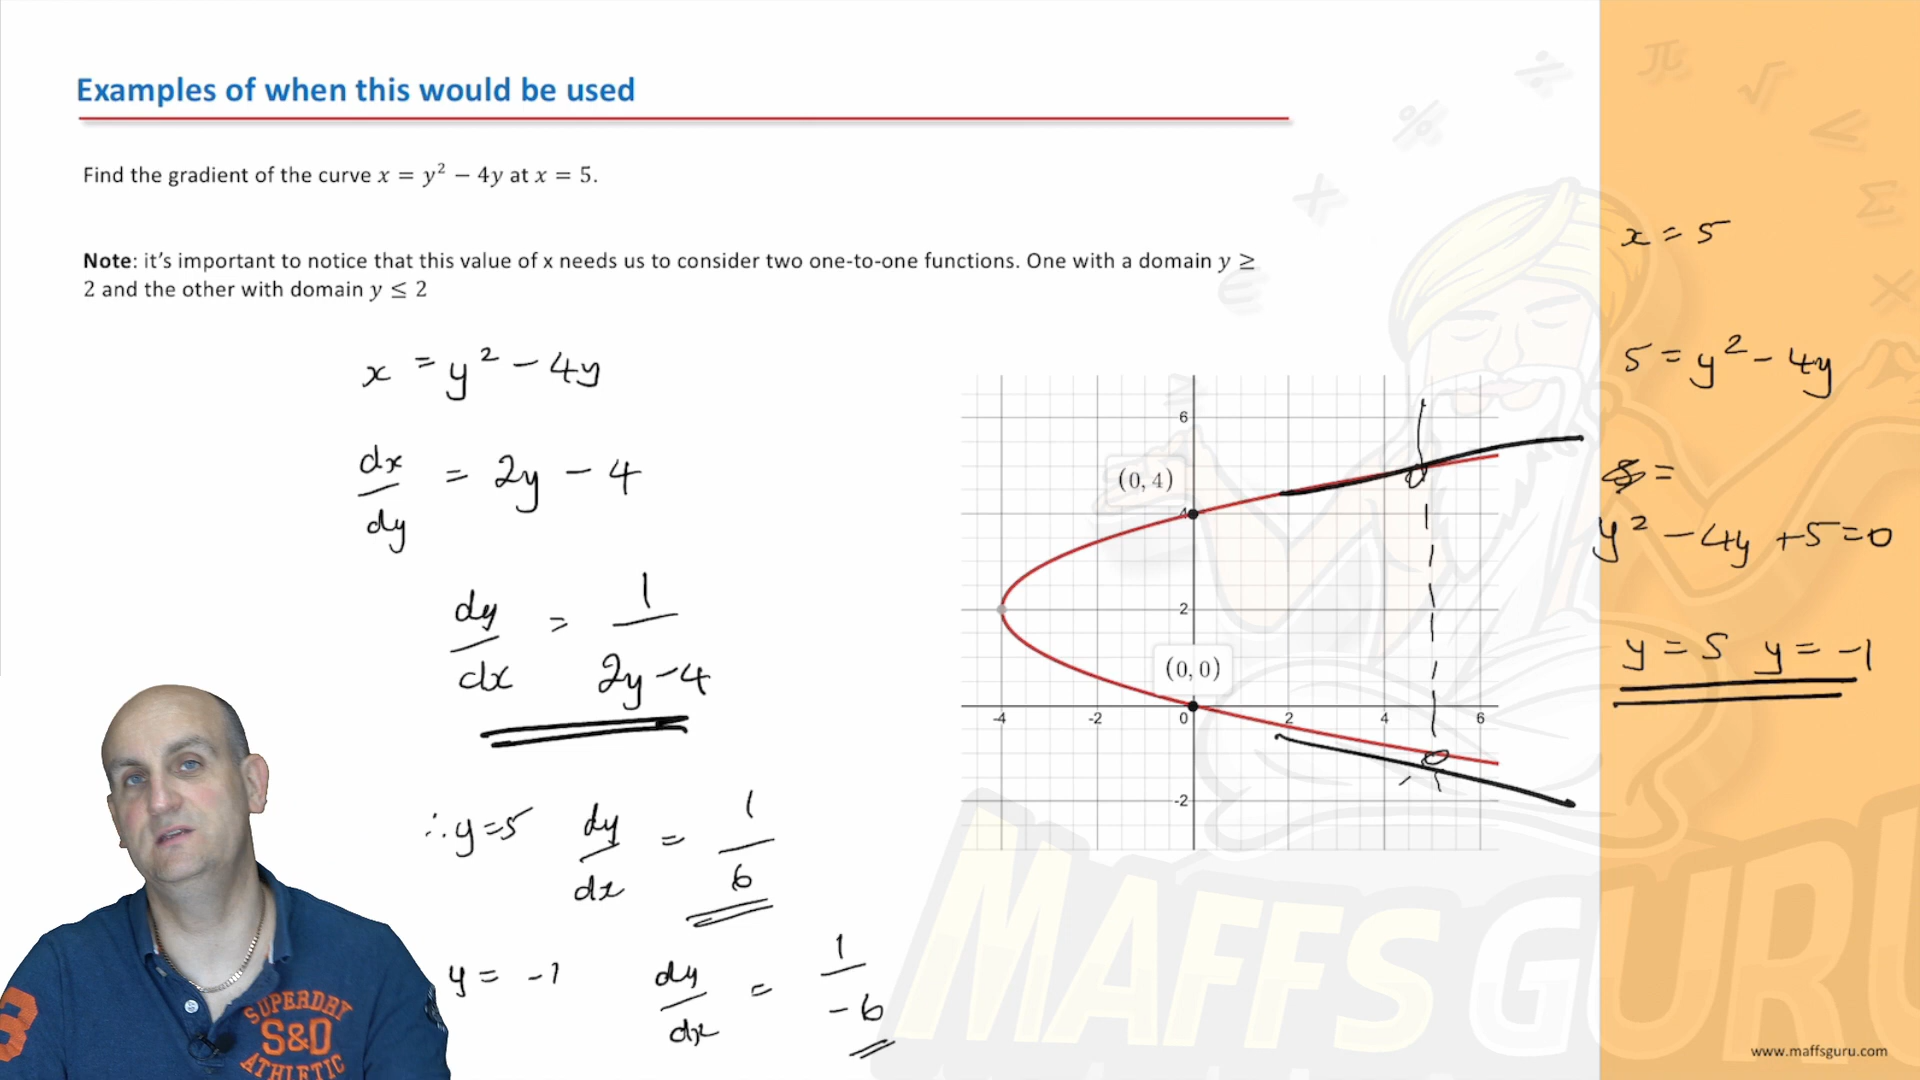 Examples of when this would be used
Find the gradient of the curve x = y² − 4y at x = 5.
Note: it's important to notice that this value of x needs us to consider two one-to-one functions. One with a domain y ≥
2 and the other with domain y ≤ 2
x = y² − 4y
dx/dy = 2y − 4
dy/dx = 1/(2y−4)
∴ y=5 dy/dx = 1/6
y = −1 dy/dx = 1/−6
6
(0, 4)
4
2
(0, 0)
-4 -2 0 2 4 6
-2
x = 5
5 = y² − 4y
=
y² − 4y +5=0
y = 5 y = −1
SUPERDRY
S&D
ATHLETIC
3
MAFFS GURU
www.maffsguru.com